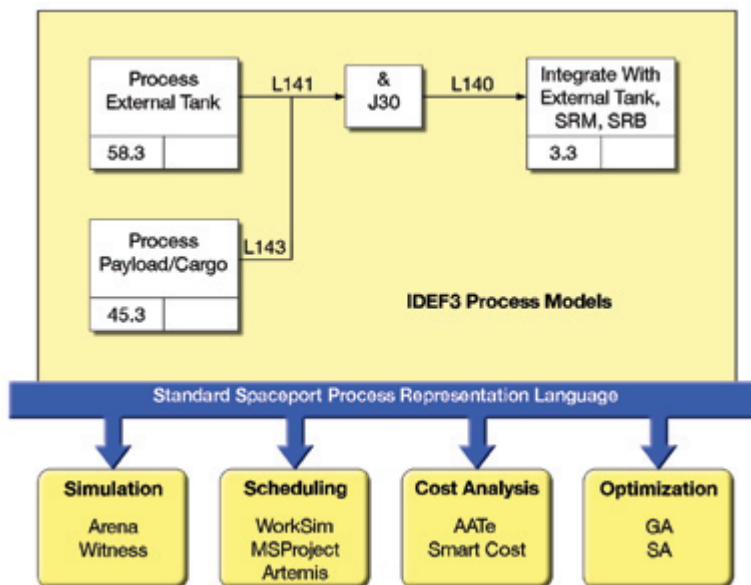 Process
External Tank
58.3
L141
&
J30
L140
Integrate With
External Tank,
SRM, SRB
3.3
Process
Payload/Cargo
45.3
L143
IDEF3 Process Models
Standard Spaceport Process Representation Language
Simulation
Arena
Witness
Scheduling
WorkSim
MSProject
Artemis
Cost Analysis
AATe
Smart Cost
Optimization
GA
SA